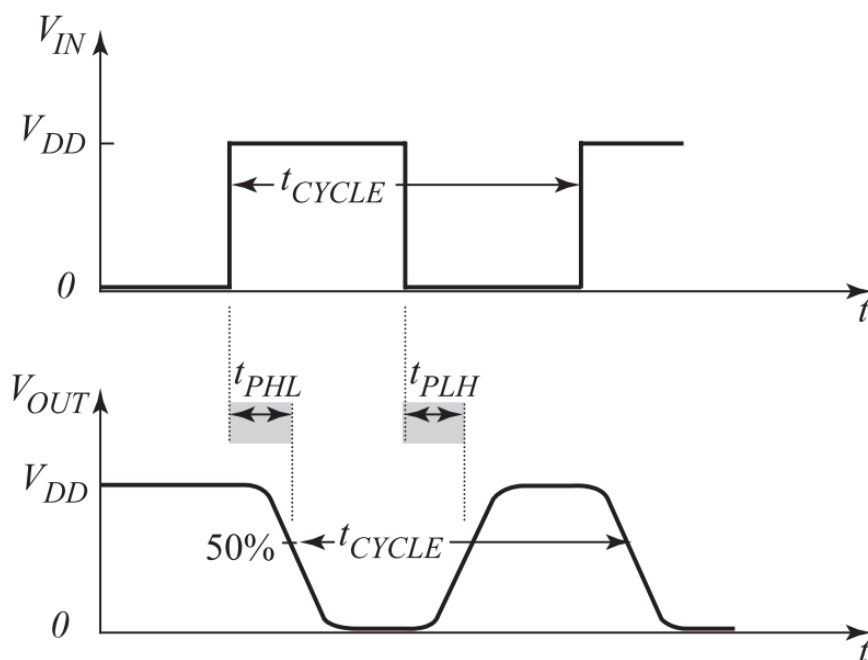 V_IN
V_DD
t_CYCLE
0
t
t_PHL
t_PLH
V_OUT
V_DD
50%
t_CYCLE
0
t